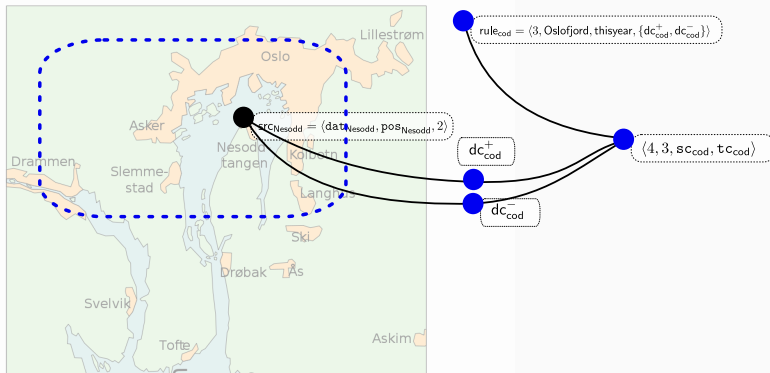 Lillestrøm
rule_cod = ⟨3, Oslofjord, thisyear, {dc⁺_cod, dc⁻_cod}⟩
Oslo
Asker
src_Nesodd = ⟨dat_Nesodd, pos_Nesodd, 2⟩
Nesodd
tangen
Kolbotn
dc⁺_cod
⟨4, 3, sc_cod, tc_cod⟩
Drammen
Slemme-
stad
Langhus
dc⁻_cod
Ski
Drøbak
Ås
Svelvik
Tofte
Askim